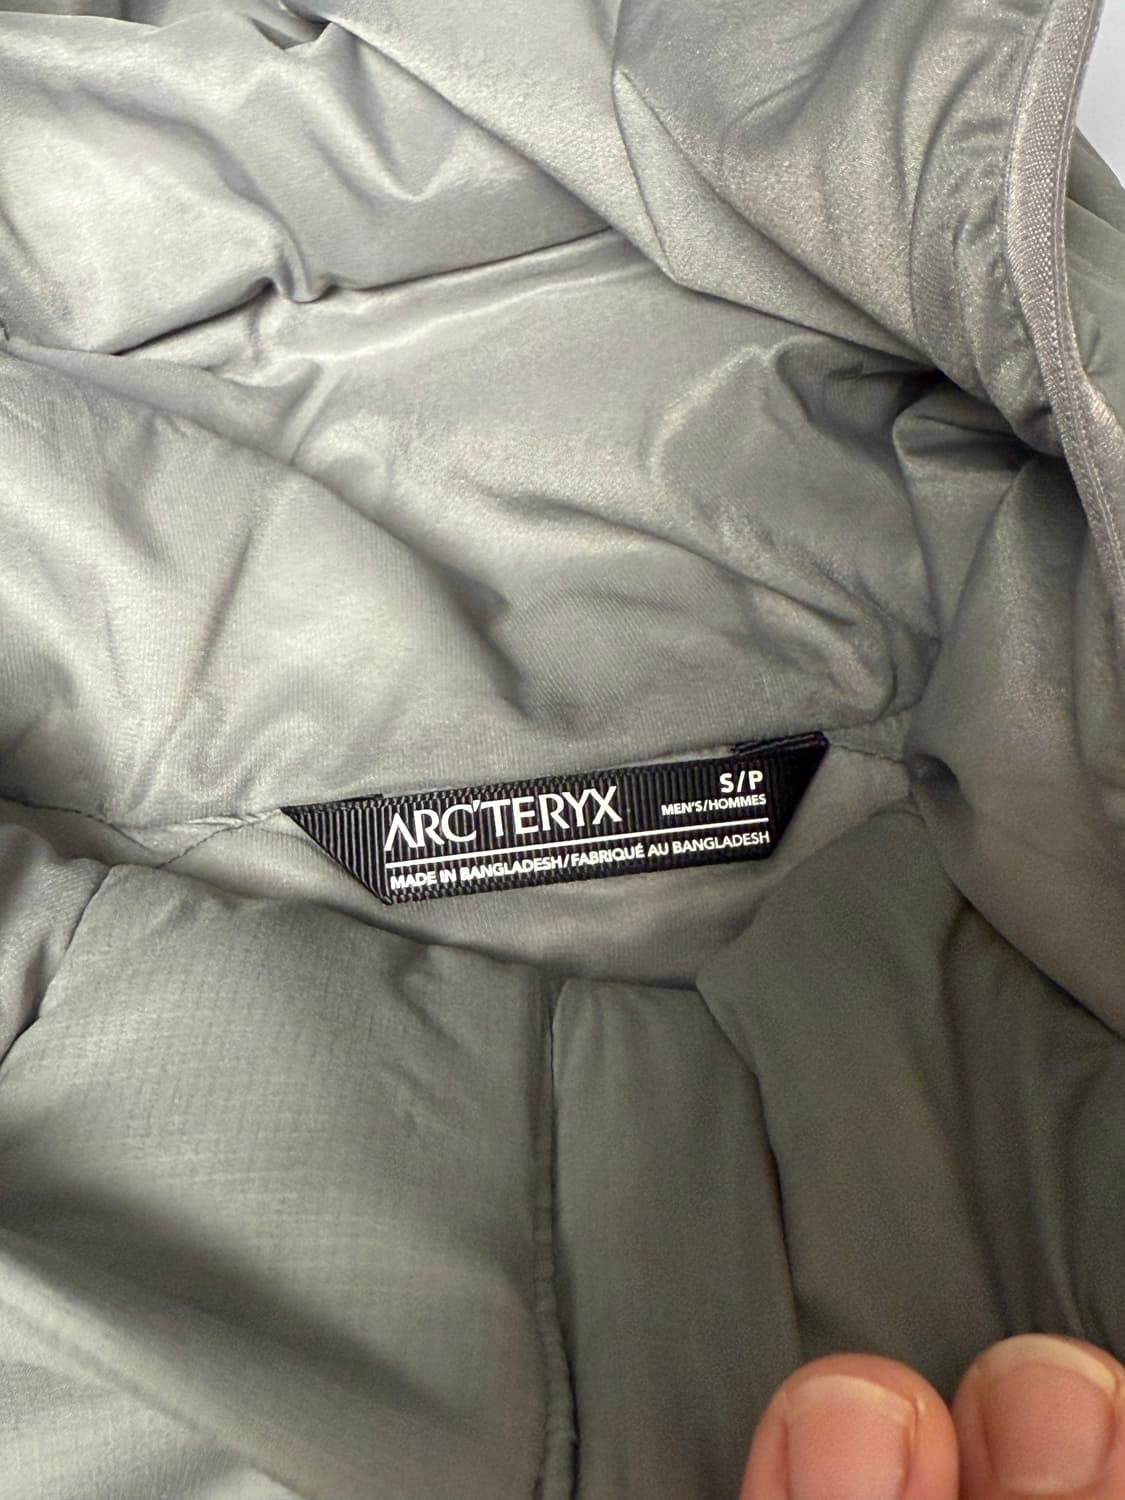 ARC'TERYX
S/P
MEN'S/HOMMES
MADE IN BANGLADESH/FABRIQUÉ AU BANGLADESH